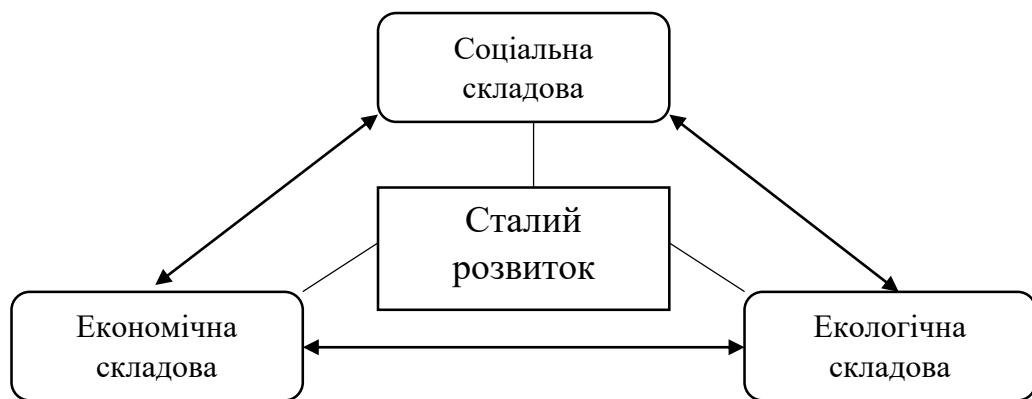 Соціальна
складова
Сталий
розвиток
Економічна
складова
Екологічна
складова